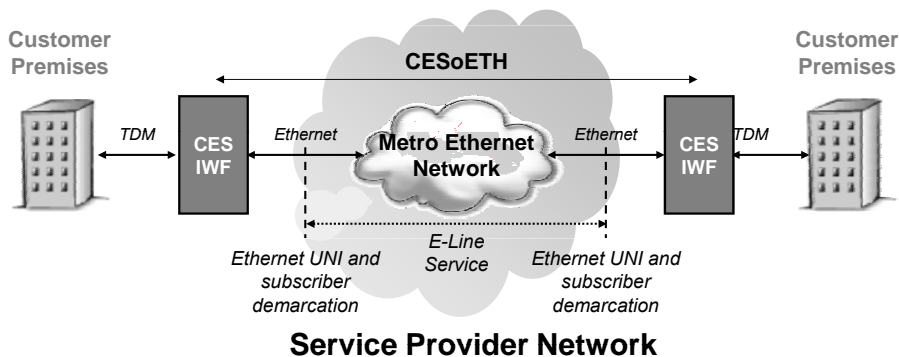 Customer
Premises
Customer
Premises
CESoETH
TDM
CES
IWF
Ethernet
Metro Ethernet
Network
Ethernet
CES
IWF
TDM
E-Line
Service
Ethernet UNI and
subscriber
demarcation
Ethernet UNI and
subscriber
demarcation
Service Provider Network